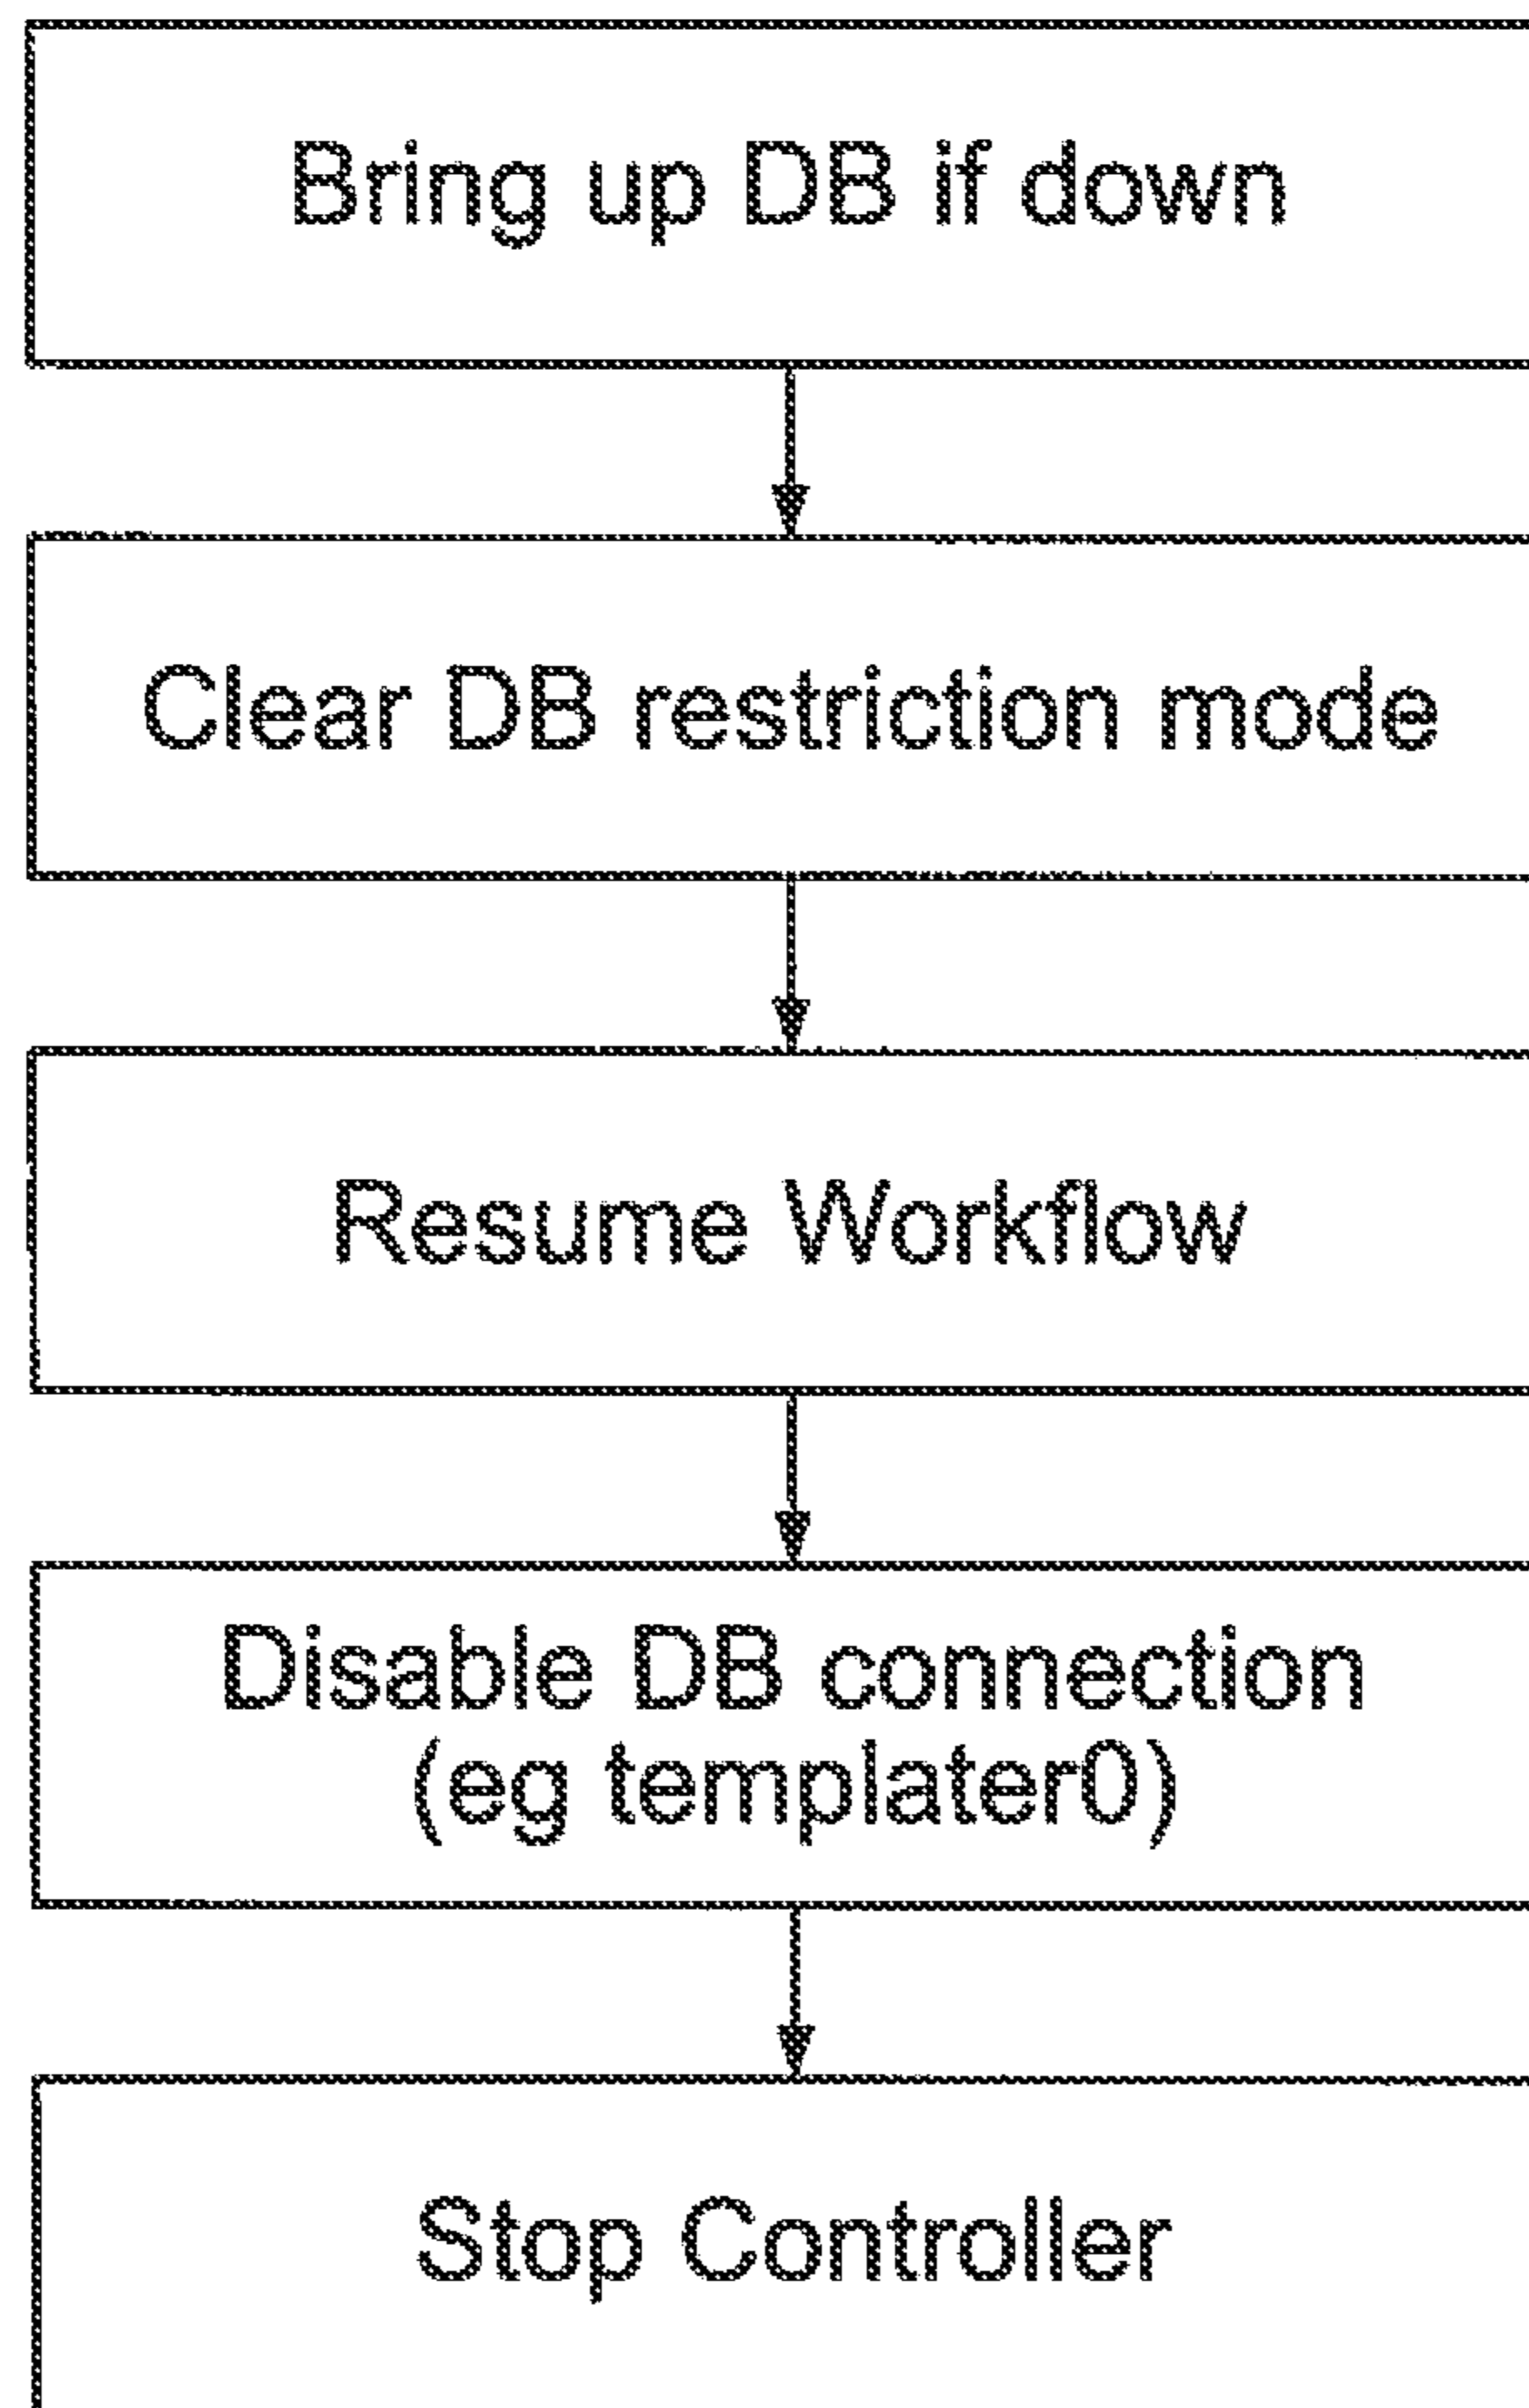 Bring up DB if down
Clear DB restriction mode
Resume Workflow
Disable DB connection
(eg templater0)
Stop Controller